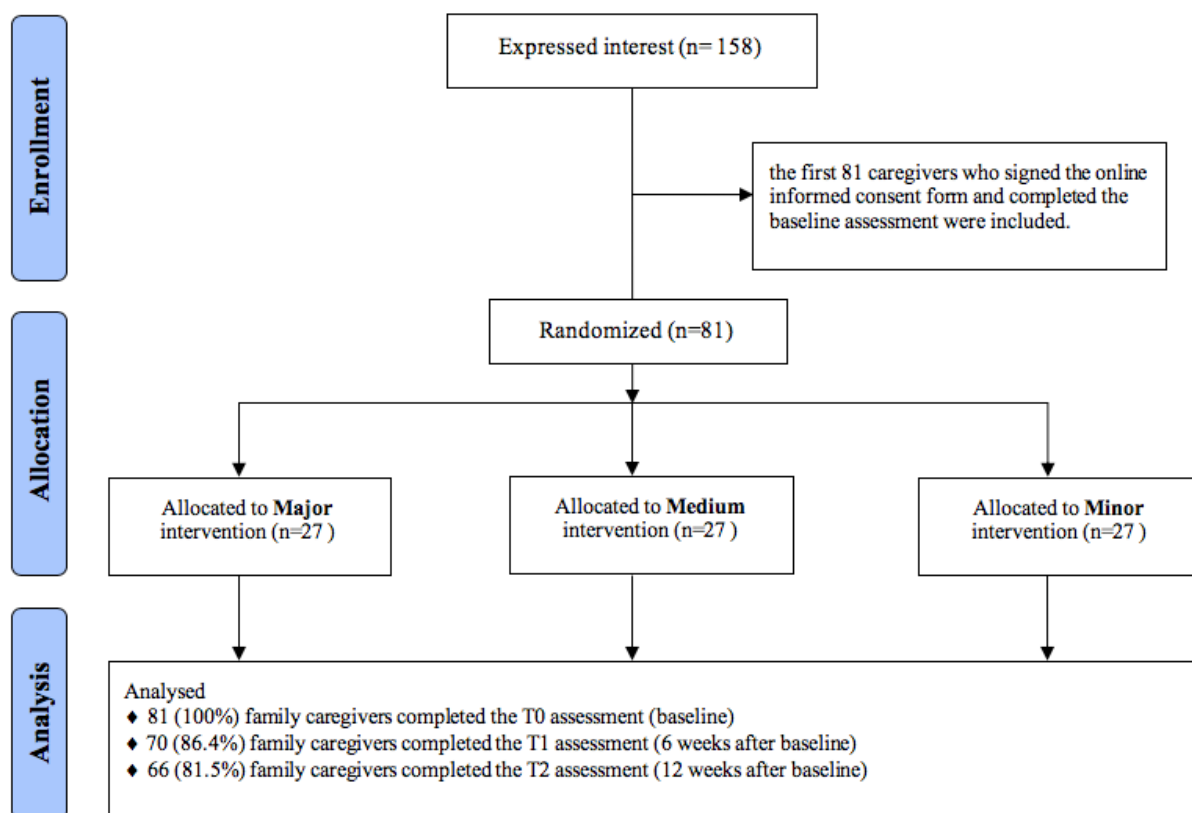 Enrollment
Expressed interest (n= 158)
the first 81 caregivers who signed the online
informed consent form and completed the
baseline assessment were included.
Allocation
Randomized (n=81)
Allocated to Major
intervention (n=27 )
Allocated to Medium
intervention (n=27 )
Allocated to Minor
intervention (n=27 )
Analysis
Analysed
♦ 81 (100%) family caregivers completed the T0 assessment (baseline)
♦ 70 (86.4%) family caregivers completed the T1 assessment (6 weeks after baseline)
♦ 66 (81.5%) family caregivers completed the T2 assessment (12 weeks after baseline)